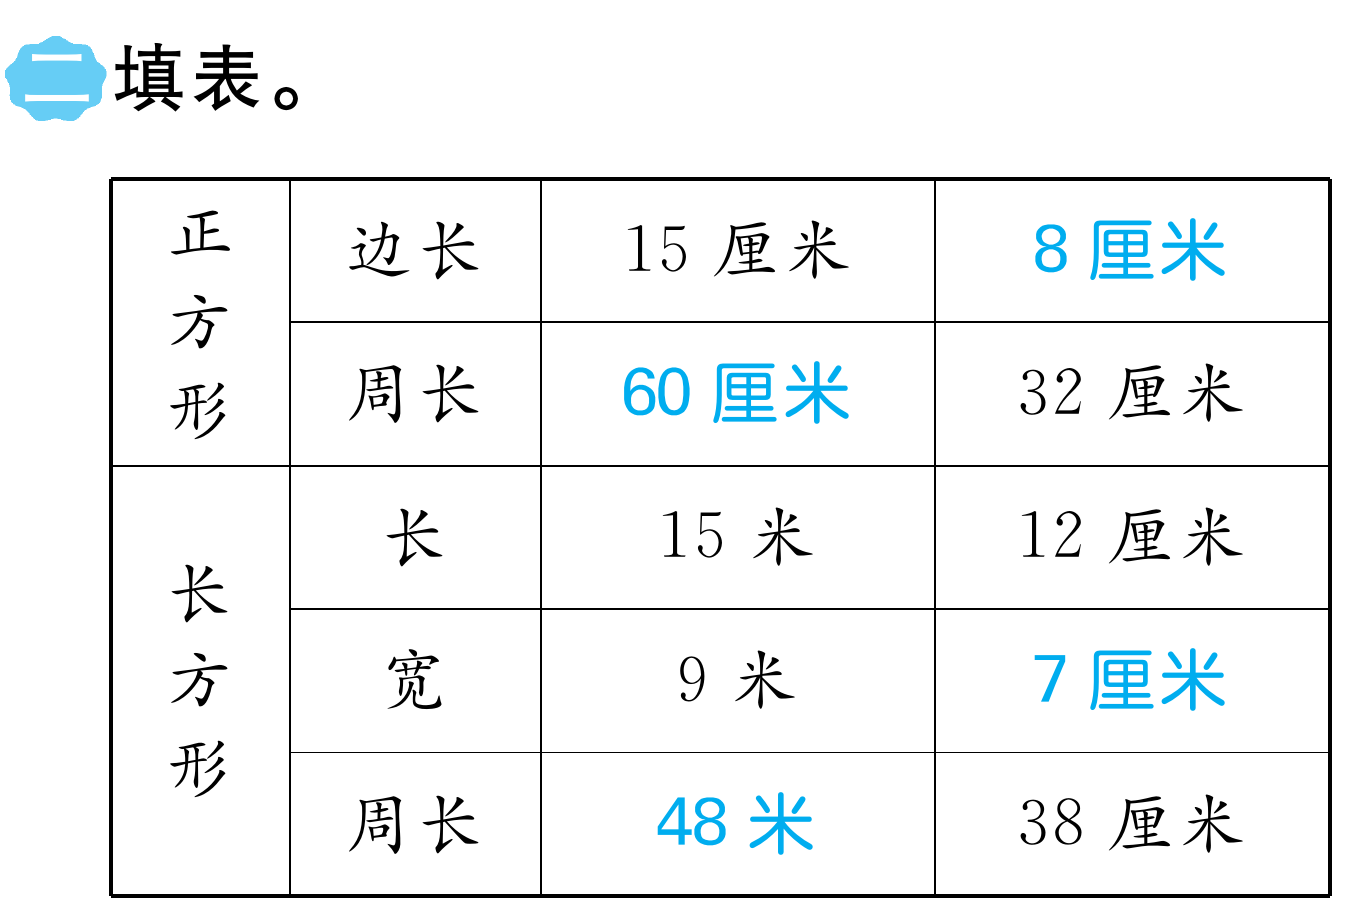 二 填表。
正方形 边长 15 厘米 8 厘米
周长 60 厘米 32 厘米
长方形 长 15 米 12 厘米
宽 9 米 7 厘米
周长 48 米 38 厘米